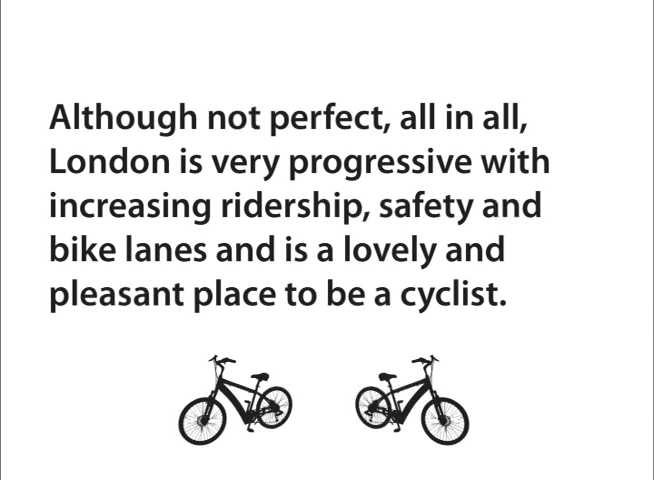 Although not perfect, all in all,
London is very progressive with
increasing ridership, safety and
bike lanes and is a lovely and
pleasant place to be a cyclist.